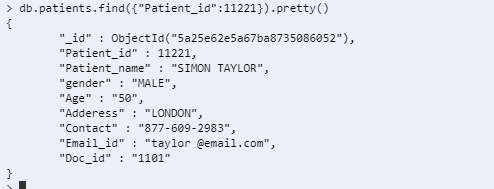 > db.patients.find({"Patient_id":11221}).pretty()
{
"_id" : ObjectId("5a25e62e5a67ba8735086052"),
"Patient_id" : 11221,
"Patient_name" : "SIMON TAYLOR",
"gender" : "MALE",
"Age" : "50",
"Adderess" : "LONDON",
"Contact" : "877-609-2983",
"Email_id" : "taylor @email.com",
"Doc_id" : "1101"
}
>